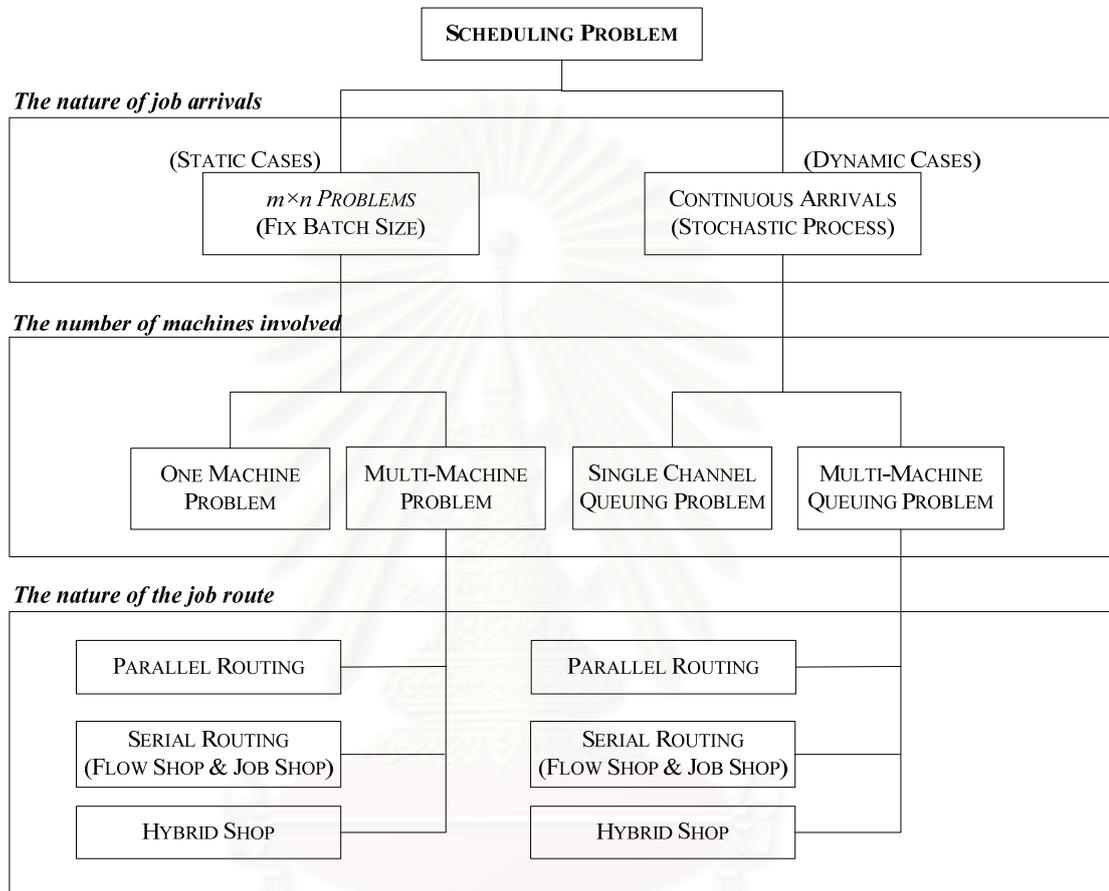 SCHEDULING PROBLEM
The nature of job arrivals
(STATIC CASES)
(DYNAMIC CASES)
m×n PROBLEMS
(FIX BATCH SIZE)
CONTINUOUS ARRIVALS
(STOCHASTIC PROCESS)
The number of machines involved
ONE MACHINE
PROBLEM
MULTI-MACHINE
PROBLEM
SINGLE CHANNEL
QUEUING PROBLEM
MULTI-MACHINE
QUEUING PROBLEM
The nature of the job route
PARALLEL ROUTING
SERIAL ROUTING
(FLOW SHOP & JOB SHOP)
HYBRID SHOP
PARALLEL ROUTING
SERIAL ROUTING
(FLOW SHOP & JOB SHOP)
HYBRID SHOP